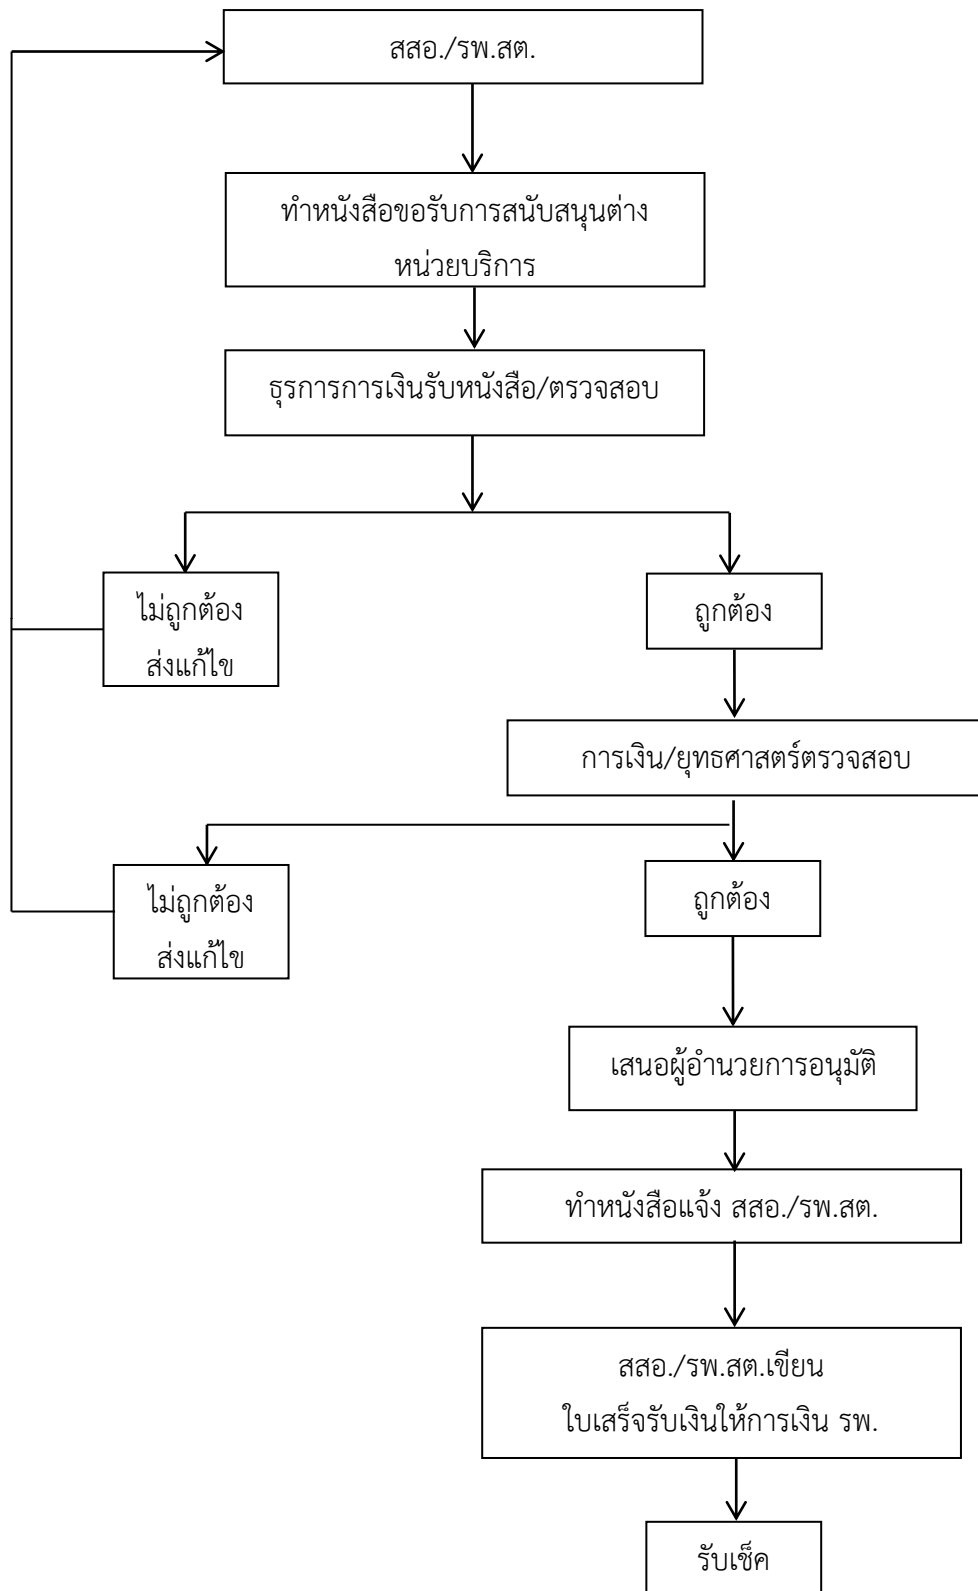 สสอ./รพ.สต.
ทำหนังสือขอรับการสนับสนุนต่าง
หน่วยบริการ
ธุรการการเงินรับหนังสือ/ตรวจสอบ
ไม่ถูกต้อง
ส่งแก้ไข
ถูกต้อง
การเงิน/ยุทธศาสตร์ตรวจสอบ
ไม่ถูกต้อง
ส่งแก้ไข
ถูกต้อง
เสนอผู้อำนวยการอนุมัติ
ทำหนังสือแจ้ง สสอ./รพ.สต.
สสอ./รพ.สต.เขียน
ใบเสร็จรับเงินให้การเงิน รพ.
รับเช็ค